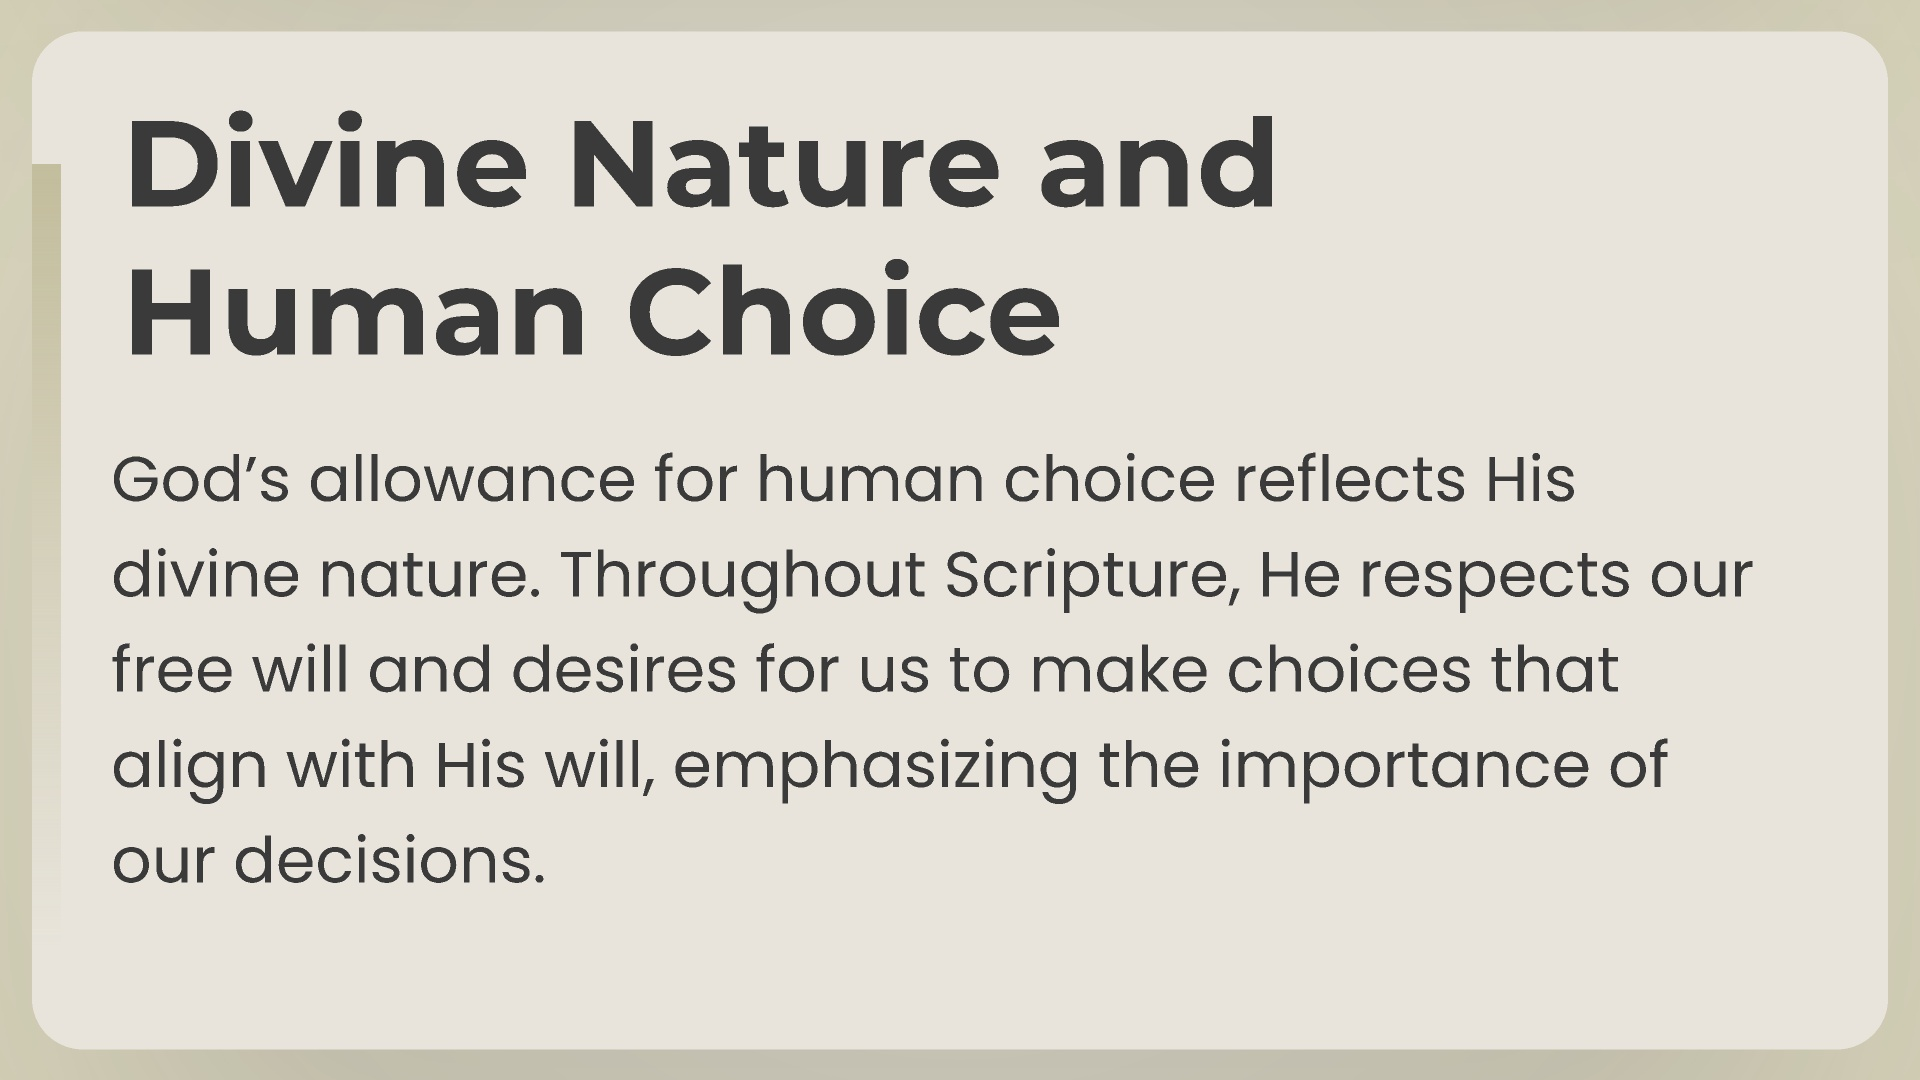 Divine Nature and
Human Choice
God’s allowance for human choice reflects His
divine nature. Throughout Scripture, He respects our
free will and desires for us to make choices that
align with His will, emphasizing the importance of
our decisions.